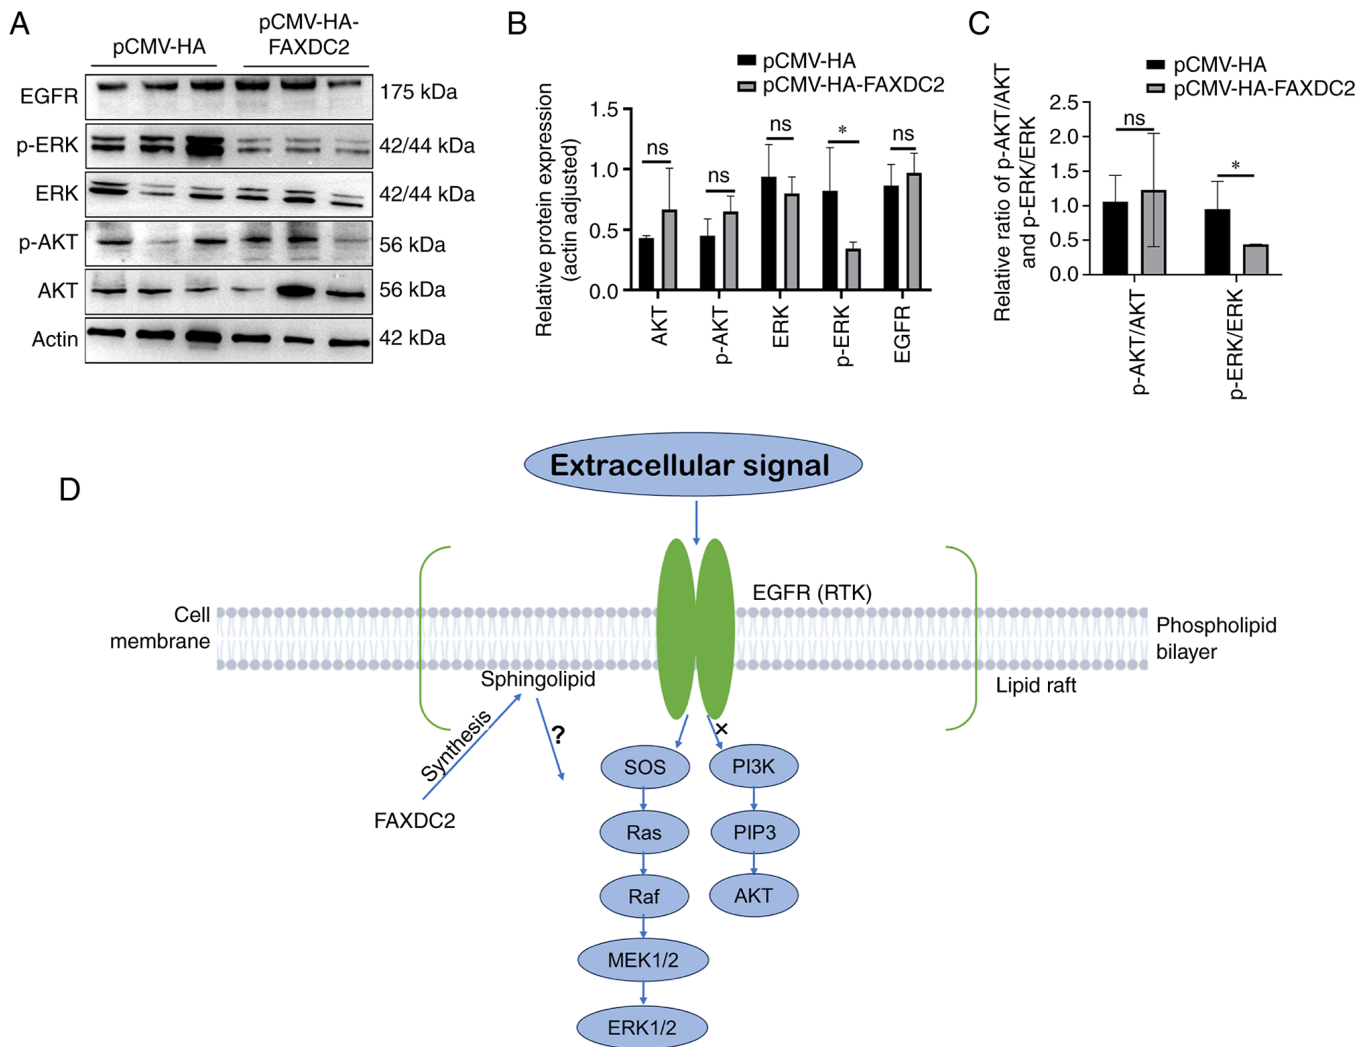 A
pCMV-HA
pCMV-HA-
FAXDC2
EGFR
175 kDa
p-ERK
42/44 kDa
ERK
42/44 kDa
p-AKT
56 kDa
AKT
56 kDa
Actin
42 kDa
B
pCMV-HA
pCMV-HA-FAXDC2
Relative protein expression
(actin adjusted)
1.5
1.0
0.5
0.0
ns
ns
ns
*
ns
AKT
p-AKT
ERK
p-ERK
EGFR
C
pCMV-HA
pCMV-HA-FAXDC2
Relative ratio of p-AKT/AKT
and p-ERK/ERK
2.5
2.0
1.5
1.0
0.5
0.0
ns
*
p-AKT/AKT
p-ERK/ERK
D
Extracellular signal
EGFR (RTK)
Cell
membrane
Phospholipid
bilayer
Sphingolipid
Lipid raft
Synthesis
?
×
FAXDC2
SOS
PI3K
Ras
PIP3
Raf
AKT
MEK1/2
ERK1/2